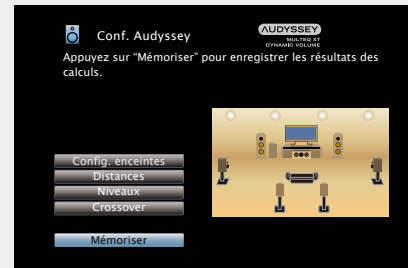 Conf. Audyssey
AUDYSSEY
MULTEQ XT
DYNAMIC VOLUME
Appuyez sur “Mémoriser” pour enregistrer les résultats des
calculs.
Config. enceintes
Distances
Niveaux
Crossover
Mémoriser